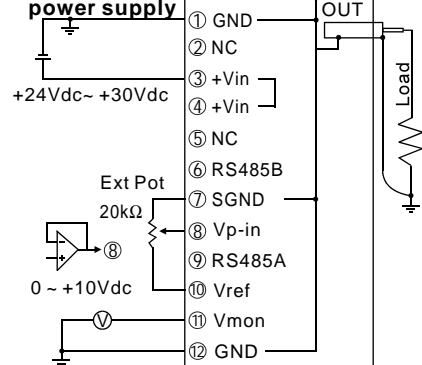 power supply
OUT
① GND
② NC
③ +Vin
+24Vdc~ +30Vdc
④ +Vin
Load
⑤ NC
⑥ RS485B
Ext Pot
20kΩ
⑦ SGND
⑧ Vp-in
- 
+
⑧
⑨ RS485A
0 ~ +10Vdc
⑩ Vref
V
⑪ Vmon
⑫ GND